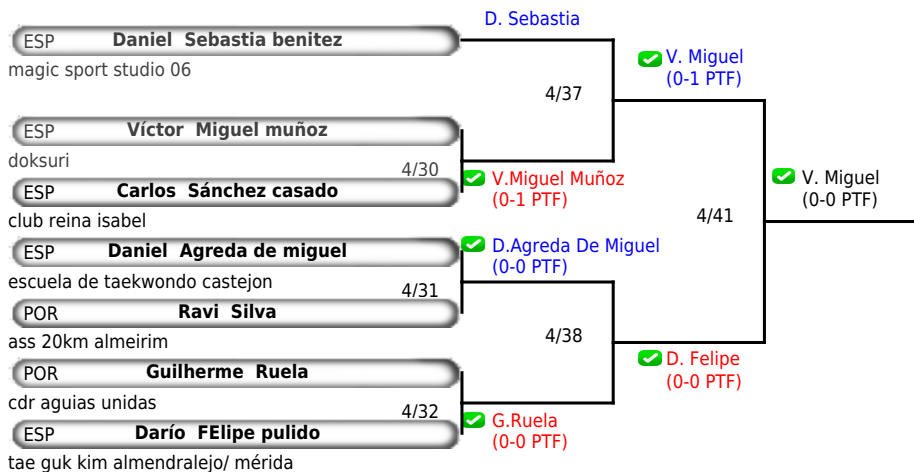 D. Sebastia
ESP Daniel Sebastia benitez
magic sport studio 06
V. Miguel
(0-1 PTF)
4/37
ESP Víctor Miguel muñoz
doksuri
4/30
ESP Carlos Sánchez casado
club reina isabel
V.Miguel Muñoz
(0-1 PTF)
V. Miguel
(0-0 PTF)
4/41
ESP Daniel Agreda de miguel
escuela de taekwondo castejon
D.Agreda De Miguel
(0-0 PTF)
4/31
POR Ravi Silva
ass 20km almeirim
4/38
D. Felipe
(0-0 PTF)
POR Guilherme Ruela
cdr aguias unidas
4/32
ESP Darío FElipe pulido
tae guk kim almendralejo/ mérida
G.Ruela
(0-0 PTF)